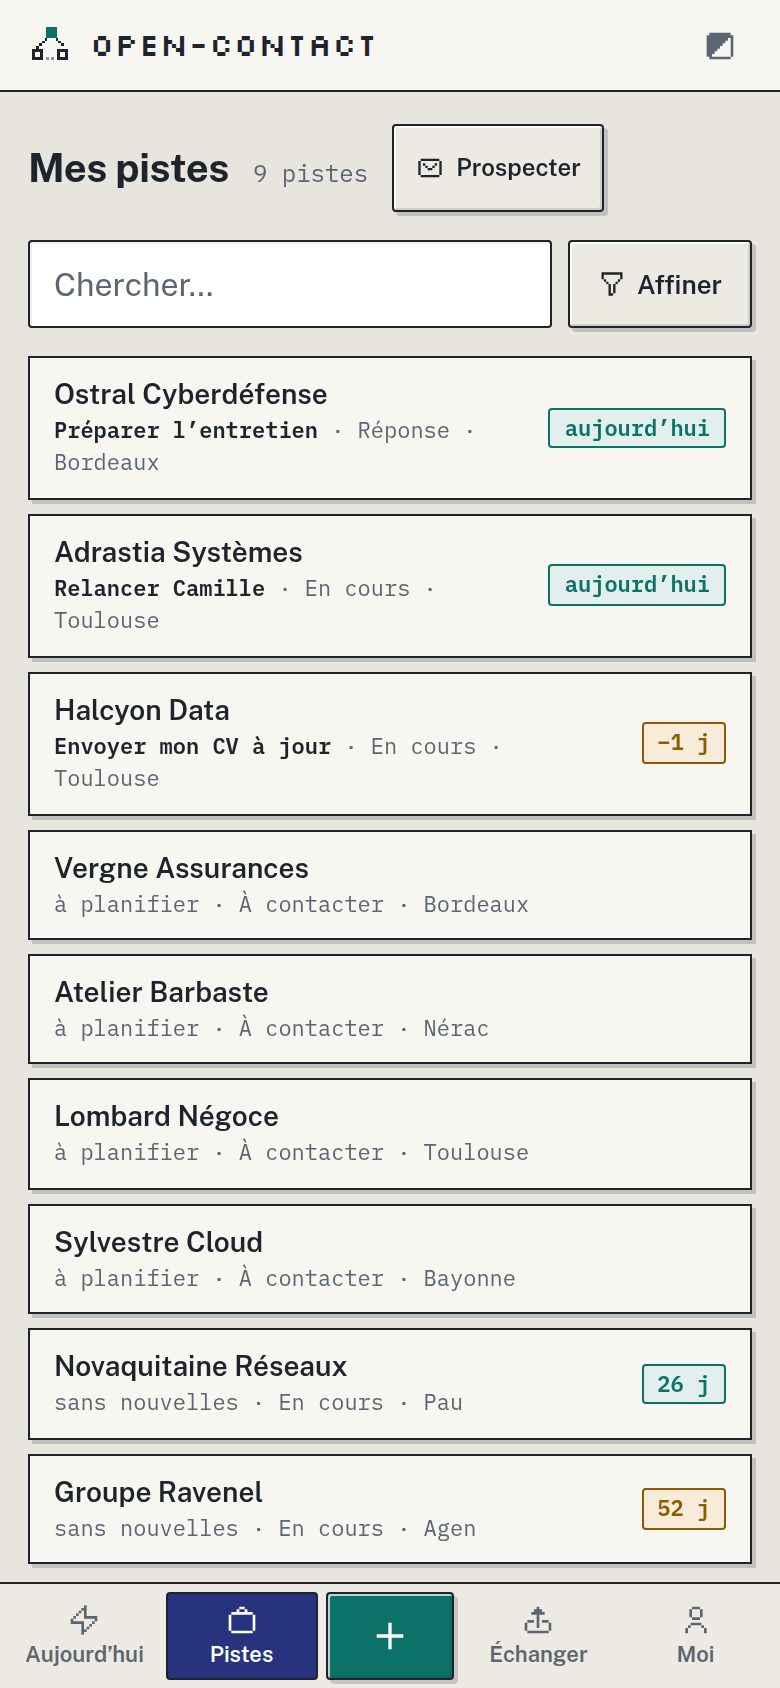 OPEN-CONTACT
Mes pistes 9 pistes Prospecter
Chercher… Affiner
Ostral Cyberdéfense
Préparer l’entretien · Réponse ·
Bordeaux
aujourd’hui
Adrastia Systèmes
Relancer Camille · En cours ·
Toulouse
aujourd’hui
Halcyon Data
Envoyer mon CV à jour · En cours ·
Toulouse
−1 j
Vergne Assurances
à planifier · À contacter · Bordeaux
Atelier Barbaste
à planifier · À contacter · Nérac
Lombard Négoce
à planifier · À contacter · Toulouse
Sylvestre Cloud
à planifier · À contacter · Bayonne
Novaquitaine Réseaux
sans nouvelles · En cours · Pau
26 j
Groupe Ravenel
sans nouvelles · En cours · Agen
52 j
Aujourd’hui Pistes + Échanger Moi